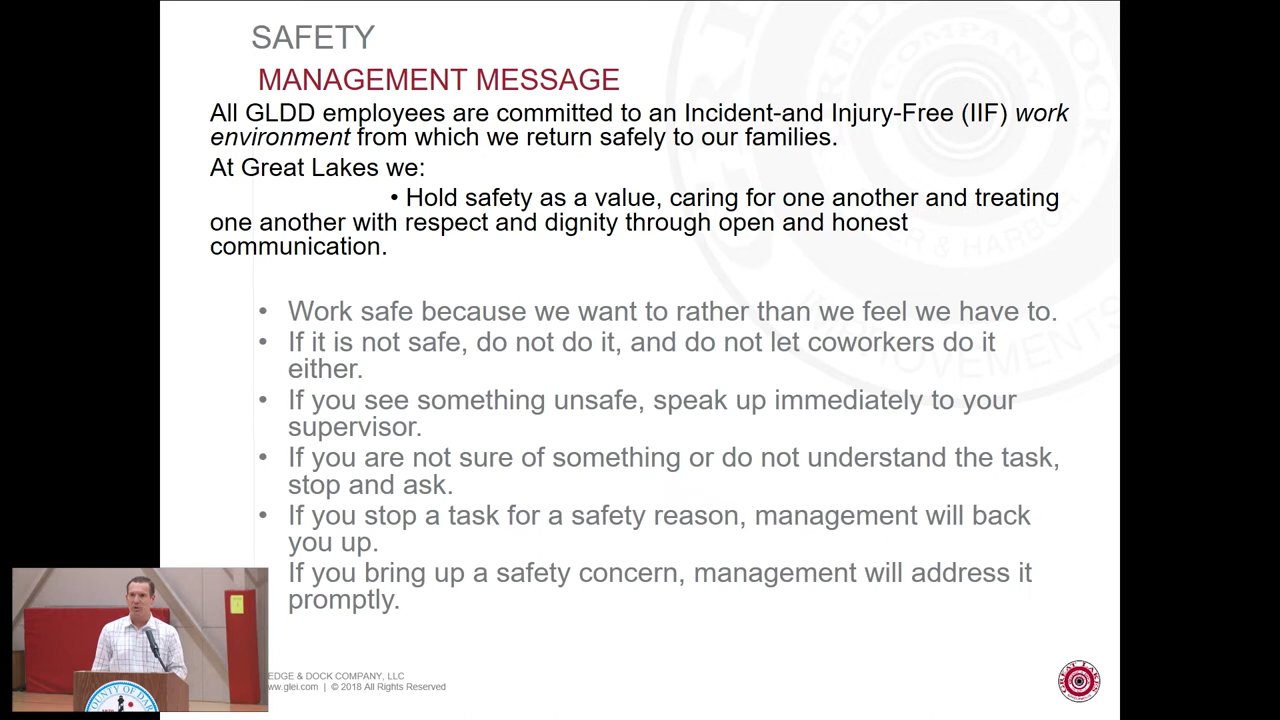 SAFETY
MANAGEMENT MESSAGE
All GLDD employees are committed to an Incident-and Injury-Free (IIF) work
environment from which we return safely to our families.
At Great Lakes we:
• Hold safety as a value, caring for one another and treating
one another with respect and dignity through open and honest
communication.
• Work safe because we want to rather than we feel we have to.
• If it is not safe, do not do it, and do not let coworkers do it
either.
• If you see something unsafe, speak up immediately to your
supervisor.
• If you are not sure of something or do not understand the task,
stop and ask.
• If you stop a task for a safety reason, management will back
you up.
If you bring up a safety concern, management will address it
promptly.
EDGE & DOCK COMPANY, LLC
ww.glei.com | © 2018 All Rights Reserved
COUNTY OF DAR